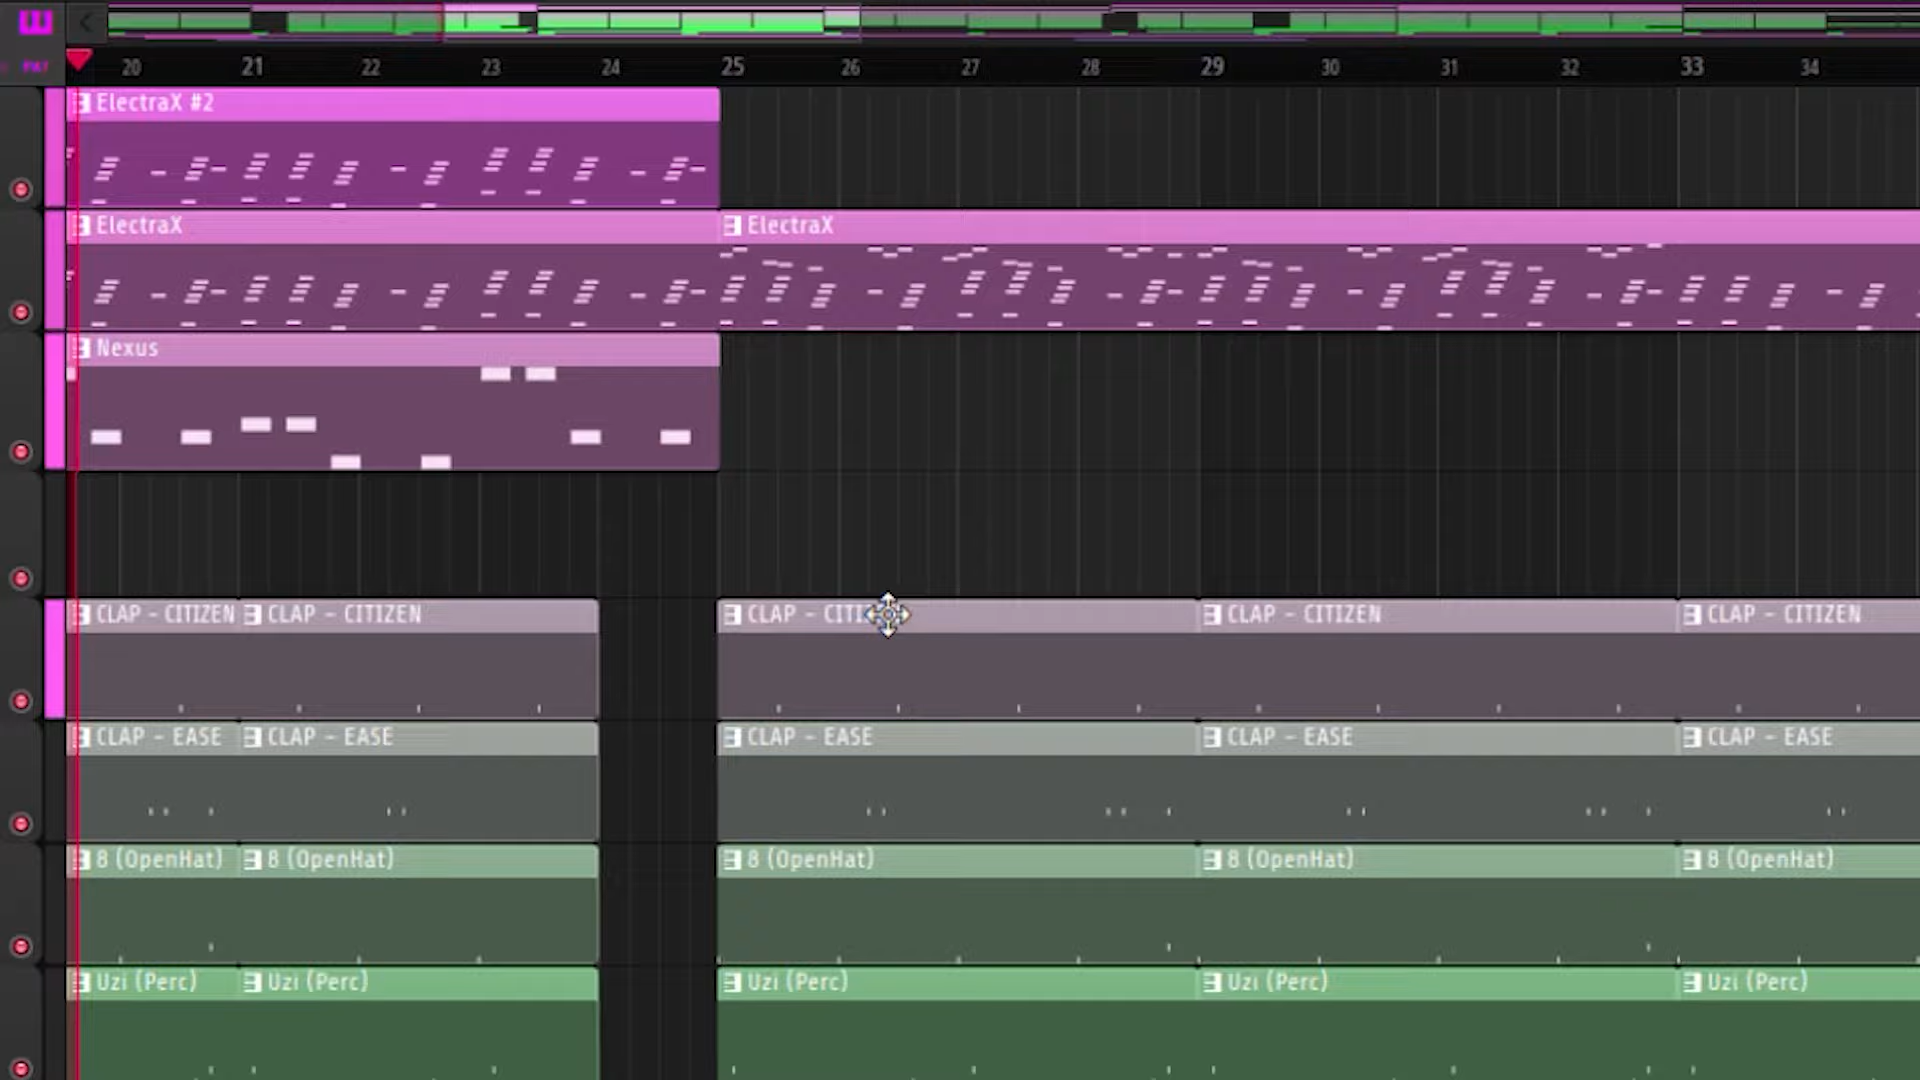 PAT 20 21 22 23 24 25 26 27 28 29 30 31 32 33 34
ElectraX #2
ElectraX ElectraX
Nexus
CLAP - CITIZEN CLAP - CITIZEN CLAP - CITI CLAP - CITIZEN CLAP - CITIZEN
CLAP - EASE CLAP - EASE CLAP - EASE CLAP - EASE CLAP - EASE
8 (OpenHat) 8 (OpenHat) 8 (OpenHat) 8 (OpenHat) 8 (OpenHat)
Uzi (Perc) Uzi (Perc) Uzi (Perc) Uzi (Perc) Uzi (Perc)